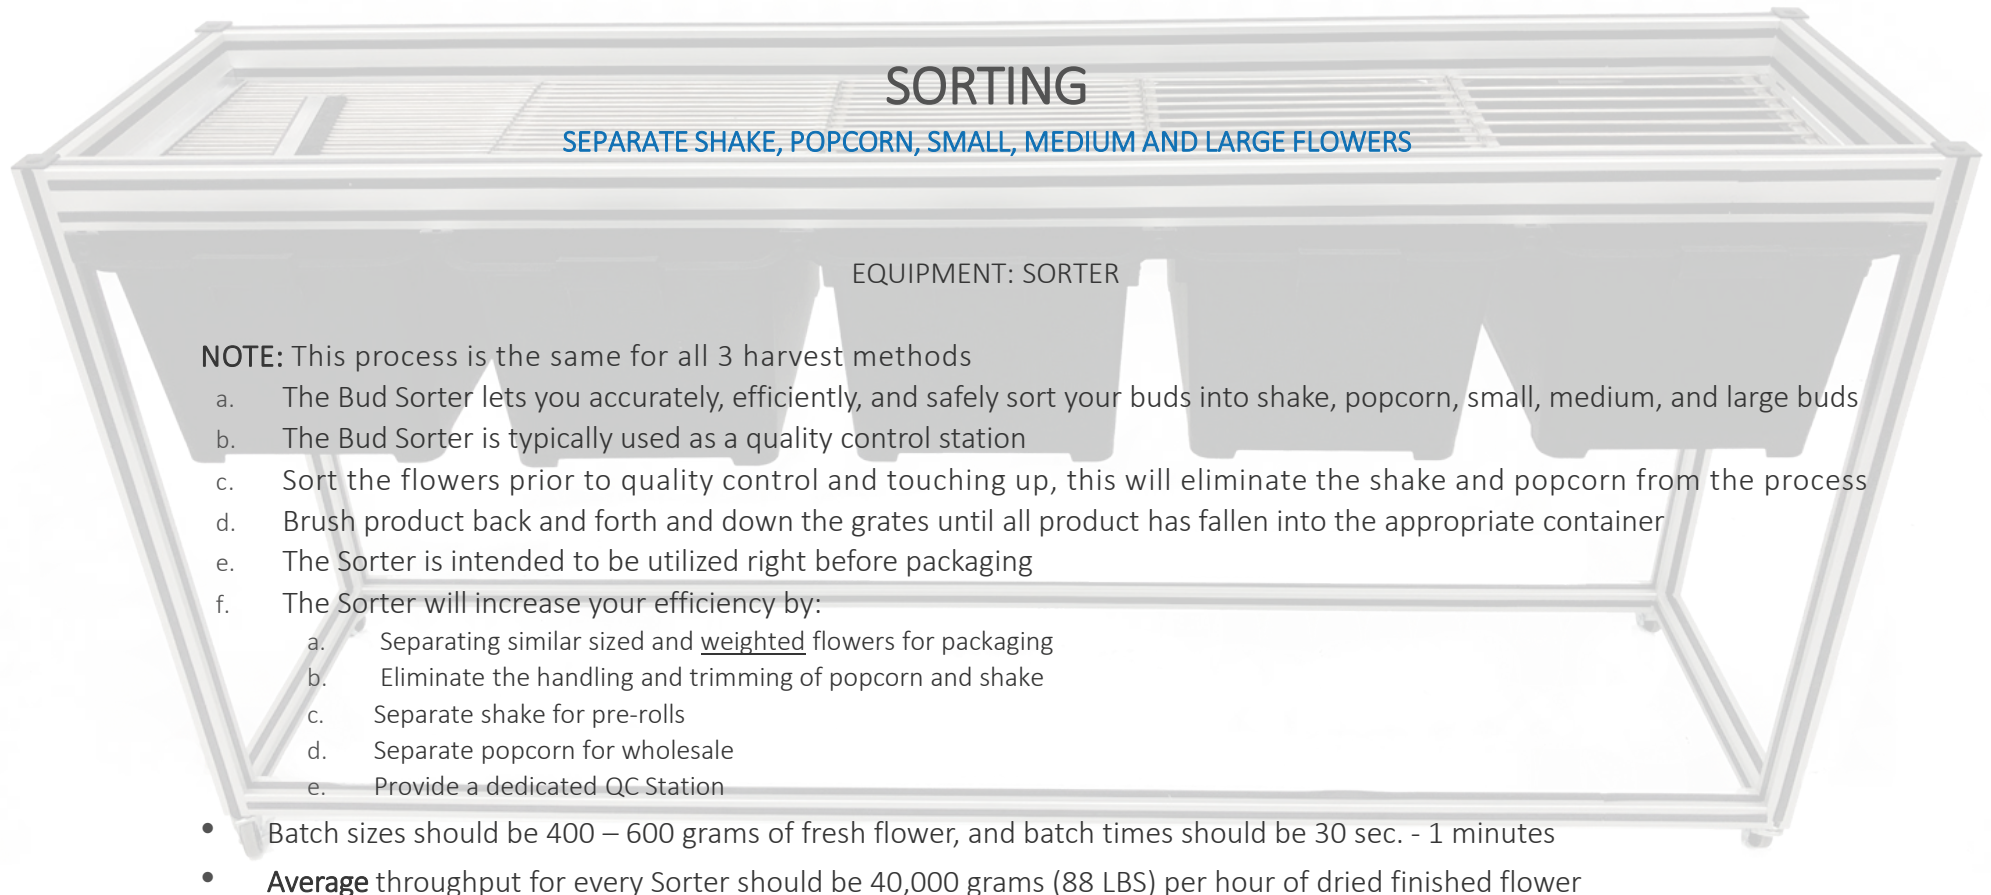 SORTING
SEPARATE SHAKE, POPCORN, SMALL, MEDIUM AND LARGE FLOWERS
EQUIPMENT: SORTER
NOTE: This process is the same for all 3 harvest methods
a. The Bud Sorter lets you accurately, efficiently, and safely sort your buds into shake, popcorn, small, medium, and large buds
b. The Bud Sorter is typically used as a quality control station
c. Sort the flowers prior to quality control and touching up, this will eliminate the shake and popcorn from the process
d. Brush product back and forth and down the grates until all product has fallen into the appropriate container
e. The Sorter is intended to be utilized right before packaging
f. The Sorter will increase your efficiency by:
a. Separating similar sized and weighted flowers for packaging
b. Eliminate the handling and trimming of popcorn and shake
c. Separate shake for pre-rolls
d. Separate popcorn for wholesale
e. Provide a dedicated QC Station
• Batch sizes should be 400 – 600 grams of fresh flower, and batch times should be 30 sec. - 1 minutes
• Average throughput for every Sorter should be 40,000 grams (88 LBS) per hour of dried finished flower